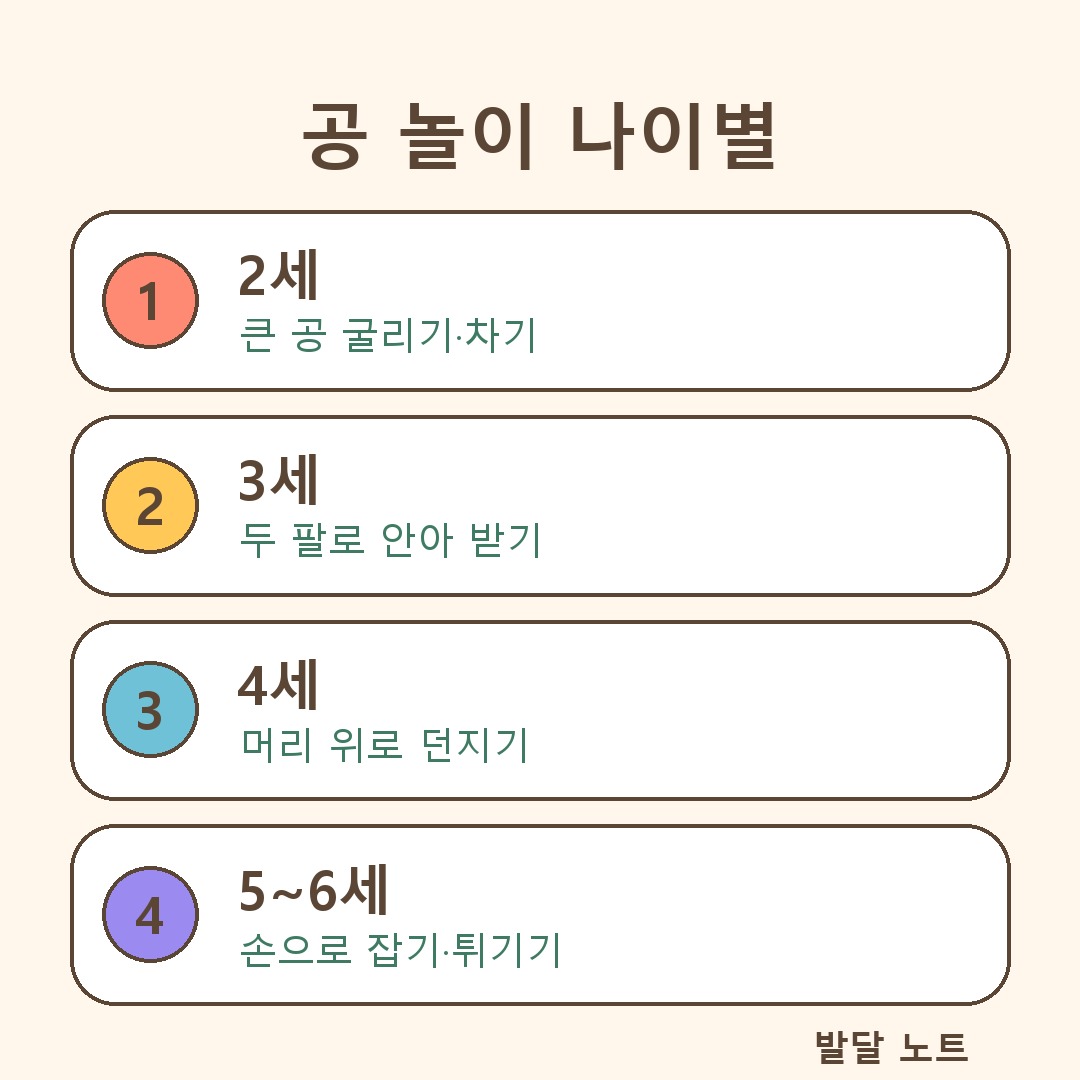 공 놀이 나이별
1
2세
큰 공 굴리기·차기
2
3세
두 팔로 안아 받기
3
4세
머리 위로 던지기
4
5~6세
손으로 잡기·튀기기
발달 노트